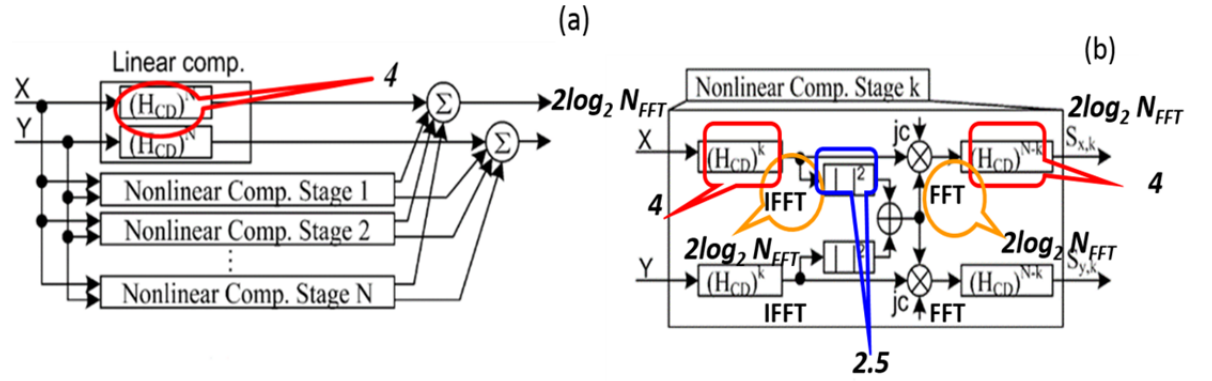 (a)
Linear comp.
4
X
(H_CD)^N
2log₂ N_FFT
Σ
Y
(H_CD)^N
Σ
Nonlinear Comp. Stage 1
Nonlinear Comp. Stage 2
⋮
Nonlinear Comp. Stage N
(b)
Nonlinear Comp. Stage k
2log₂ N_FFT
X
(H_CD)^k
jc
(H_CD)^N-k
S_x,k
| |²
4
IFFT
FFT
4
2log₂ N_FFT
2log₂ N_FFT
| |²
Y
(H_CD)^k
(H_CD)^N-k
S_y,k
IFFT
jc
FFT
2.5